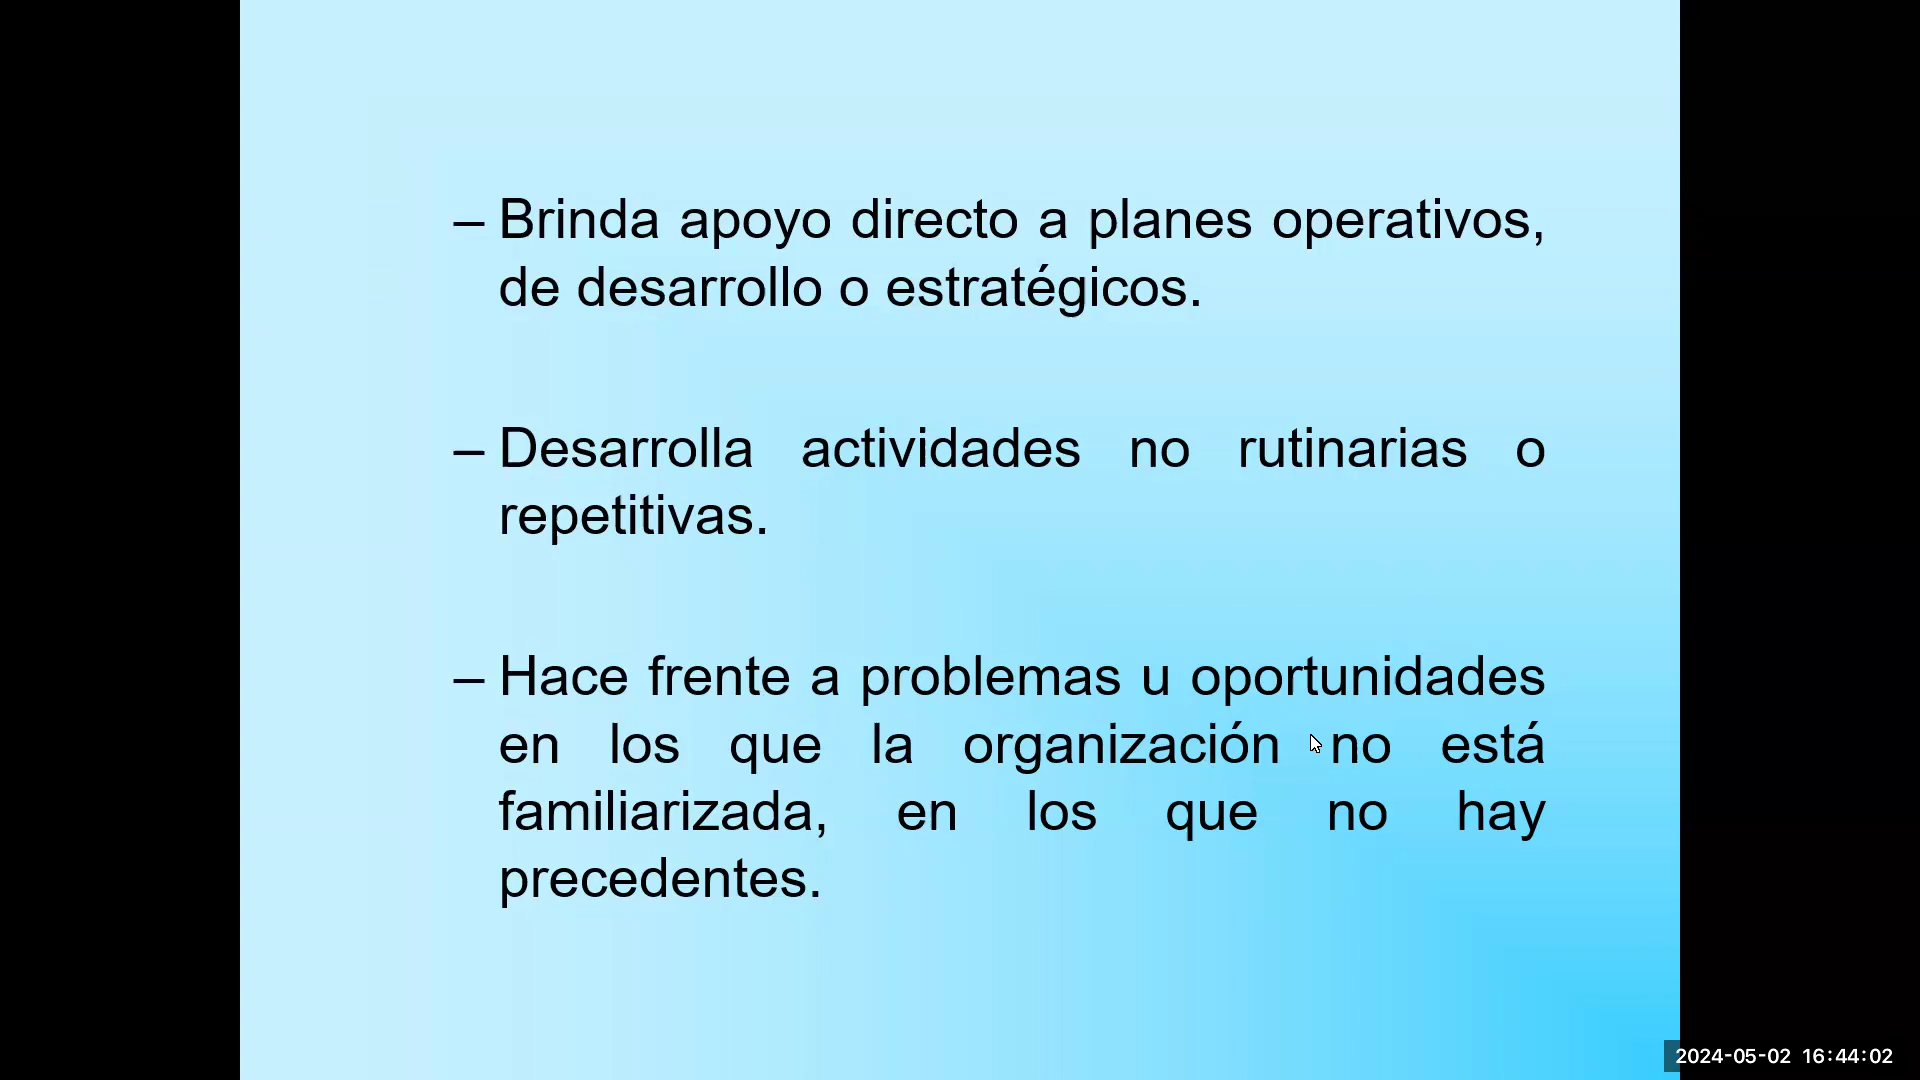 – Brinda apoyo directo a planes operativos,
de desarrollo o estratégicos.
– Desarrolla actividades no rutinarias o
repetitivas.
– Hace frente a problemas u oportunidades
en los que la organización no está
familiarizada, en los que no hay
precedentes.
2024-05-02 16:44:02